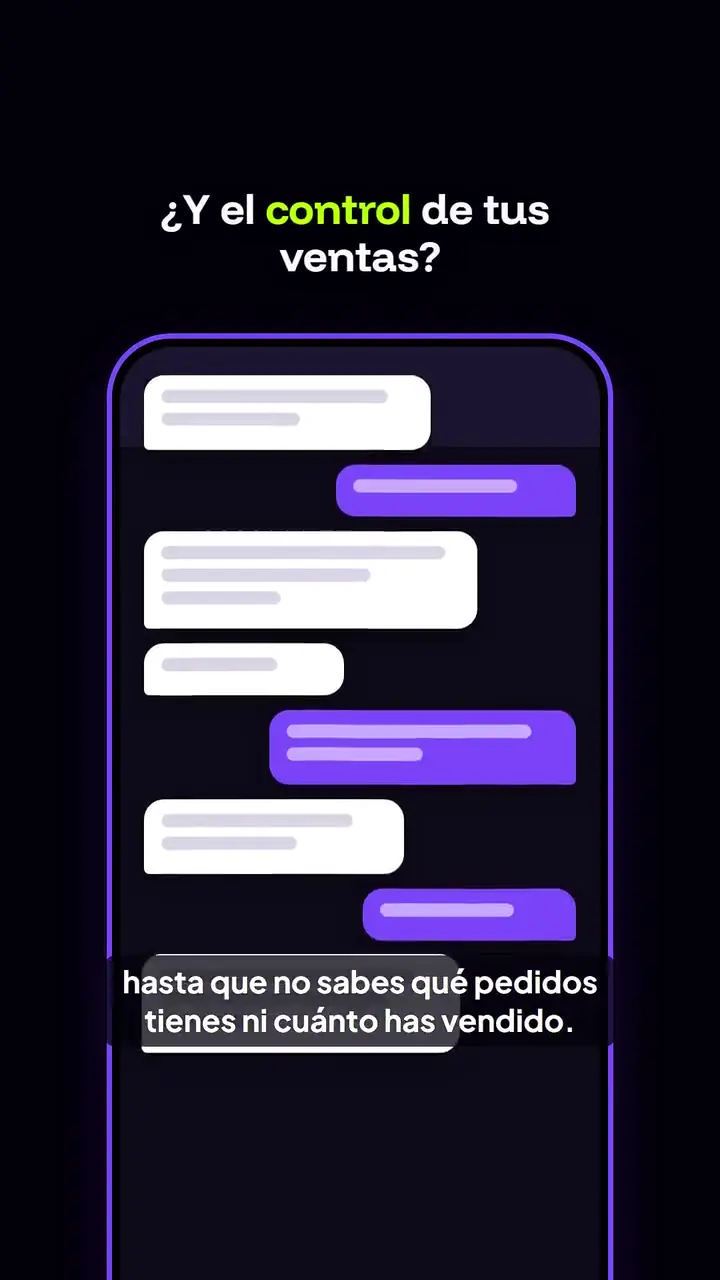 ¿Y el control de tus
ventas?
hasta que no sabes qué pedidos
tienes ni cuánto has vendido.